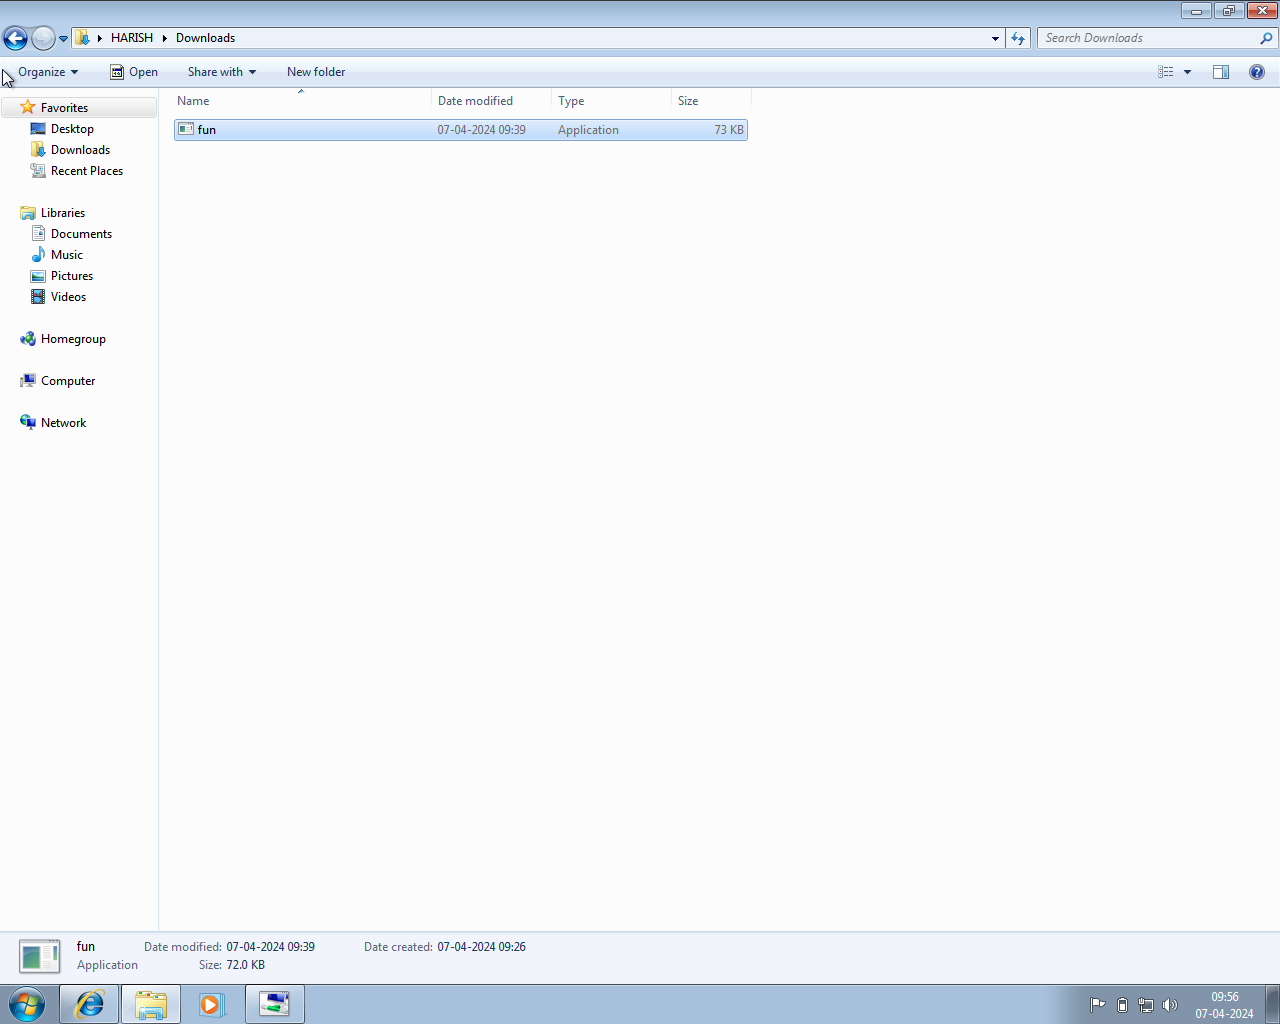 HARISH Downloads
Search Downloads
Organize Open Share with New folder
Name Date modified Type Size
Favorites
fun 07-04-2024 09:39 Application 73 KB
Desktop
Downloads
Recent Places
Libraries
Documents
Music
Pictures
Videos
Homegroup
Computer
Network
fun Date modified: 07-04-2024 09:39 Date created: 07-04-2024 09:26
Application Size: 72.0 KB
09:56
07-04-2024